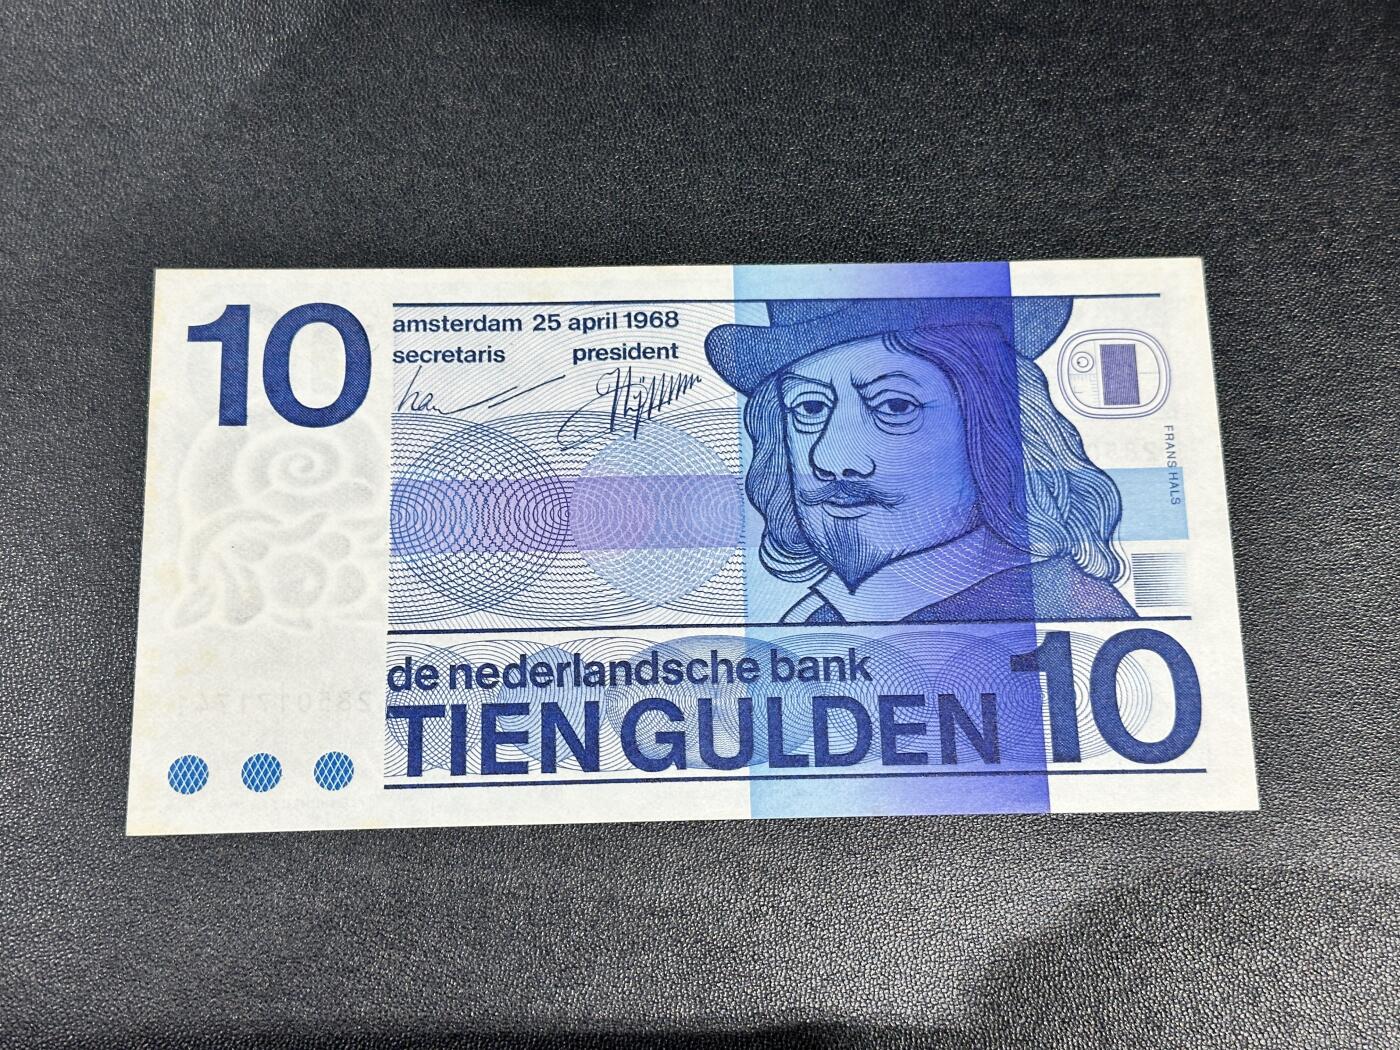 10
amsterdam 25 april 1968
secretaris president
FRANS HALS
de nederlandsche bank
TIEN GULDEN
10